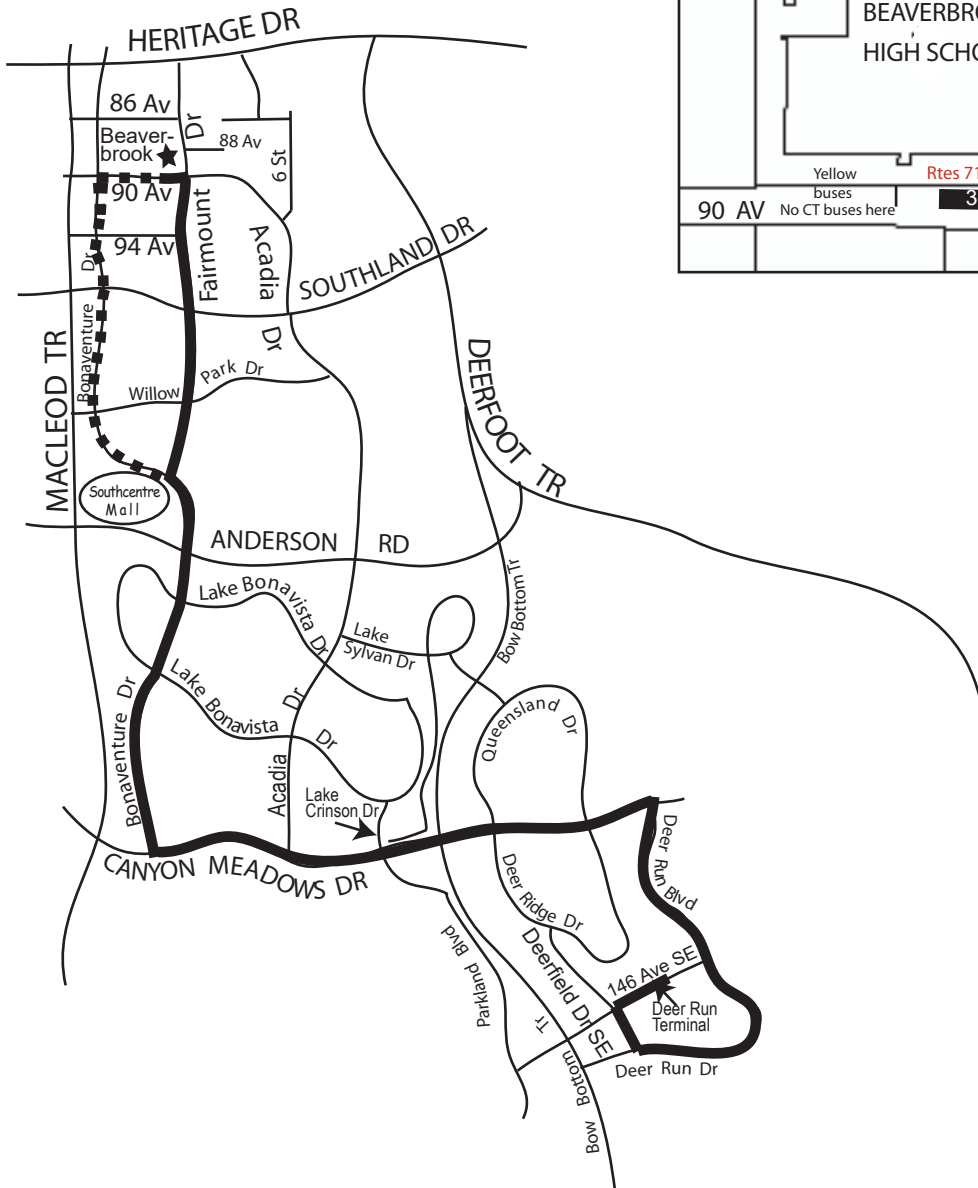 HERITAGE DR
BEAVERBRO
HIGH SCHO
86 Av
Dr
Beaver-
brook
88 Av
6 St
90 Av
94 Av
Fairmount
Acadia
Dr
SOUTHLAND DR
Yellow
buses
No CT buses here
Rtes 71
3
90 AV
Dr
Bonaventure
MACLEOD TR
Willow
Park Dr
DEERFOOT TR
Southcentre
Mall
ANDERSON RD
Lake Bonavista Dr
Lake
Sylvan Dr
Bow Bottom Tr
Lake Bonavista
Dr
Dr
Acadia
Queensland Dr
Bonaventure Dr
Lake
Crinson Dr
CANYON MEADOWS DR
Deer Run Blvd
Deer Ridge Dr
Parkland Blvd
Deerfield Dr SE
146 Ave SE
Deer Run
Terminal
Tr
Bottom
Bow
Deer Run Dr